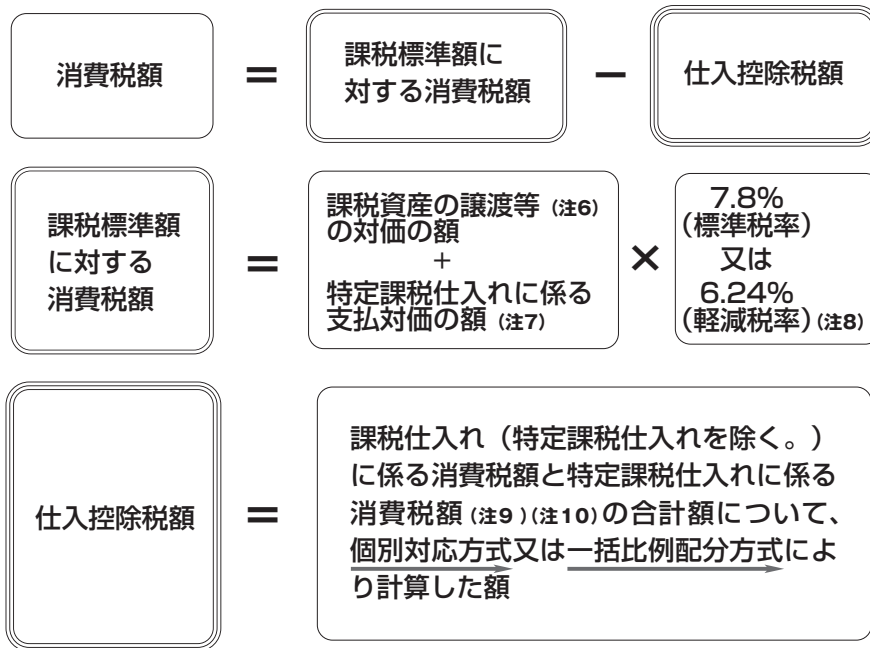 消費税額 = 課税標準額に
対する消費税額 − 仕入控除税額
課税標準額
に対する
消費税額
=
課税資産の譲渡等(注6)
の対価の額
+
特定課税仕入れに係る
支払対価の額(注7)
×
7.8%
(標準税率)
又は
6.24%
(軽減税率)(注8)
仕入控除税額
=
課税仕入れ(特定課税仕入れを除く。)
に係る消費税額と特定課税仕入れに係る
消費税額(注9)(注10)の合計額について、
個別対応方式又は一括比例配分方式によ
り計算した額